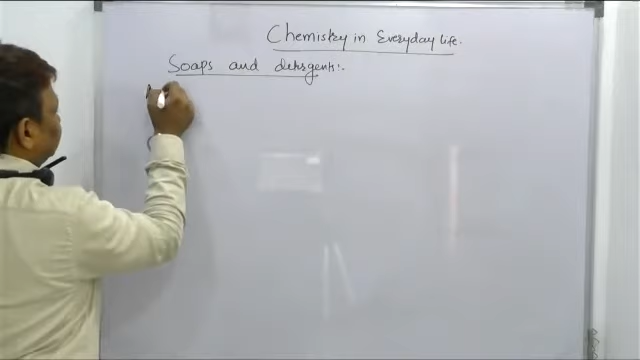 Chemistry in Everyday life.
Soaps and detergents:-